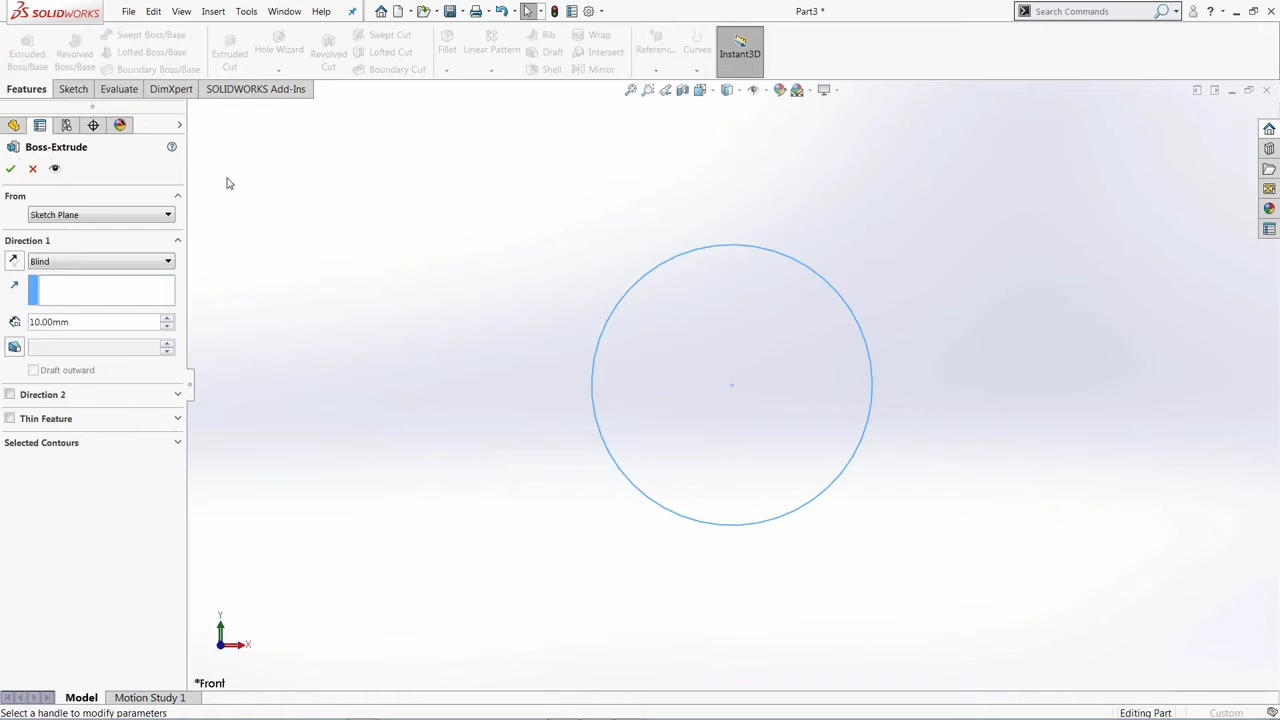 SOLIDWORKS File Edit View Insert Tools Window Help Part3 * Search Commands ?
Extruded Boss/Base Revolved Boss/Base Swept Boss/Base Lofted Boss/Base Boundary Boss/Base Extruded Cut Hole Wizard Revolved Cut Swept Cut Lofted Cut Boundary Cut Fillet Linear Pattern Rib Draft Shell Wrap Intersect Mirror Referenc... Curves Instant3D
Features Sketch Evaluate DimXpert SOLIDWORKS Add-Ins
Boss-Extrude ?
From
Sketch Plane
Direction 1
Blind
10.00mm
Draft outward
Direction 2
Thin Feature
Selected Contours
Y
X
*Front
Model Motion Study 1
Select a handle to modify parameters Editing Part Custom